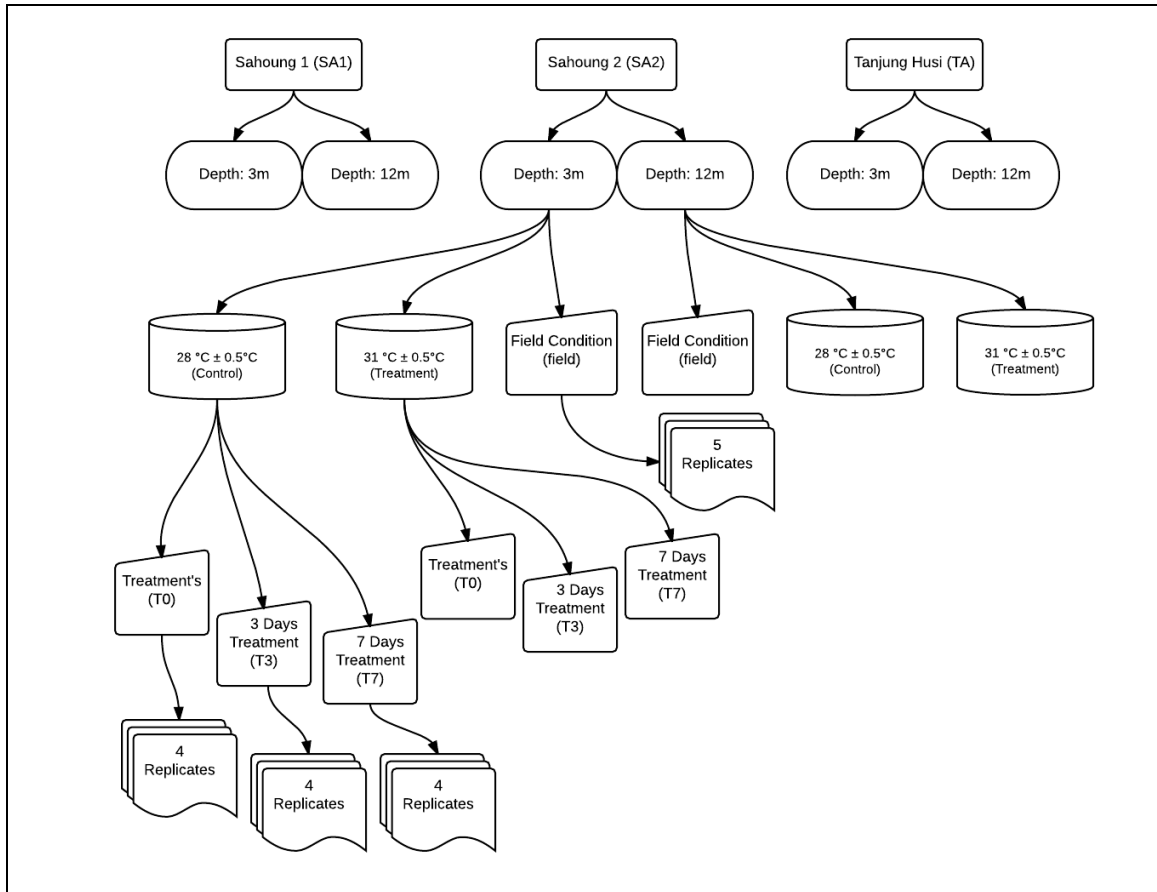 Sahoung 1 (SA1)
Sahoung 2 (SA2)
Tanjung Husi (TA)
Depth: 3m
Depth: 12m
Depth: 3m
Depth: 12m
Depth: 3m
Depth: 12m
28 °C ± 0.5°C
(Control)
31 °C ± 0.5°C
(Treatment)
Field Condition
(field)
Field Condition
(field)
28 °C ± 0.5°C
(Control)
31 °C ± 0.5°C
(Treatment)
5
Replicates
Treatment's
(T0)
3 Days
Treatment
(T3)
7 Days
Treatment
(T7)
Treatment's
(T0)
3 Days
Treatment
(T3)
7 Days
Treatment
(T7)
4
Replicates
4
Replicates
4
Replicates